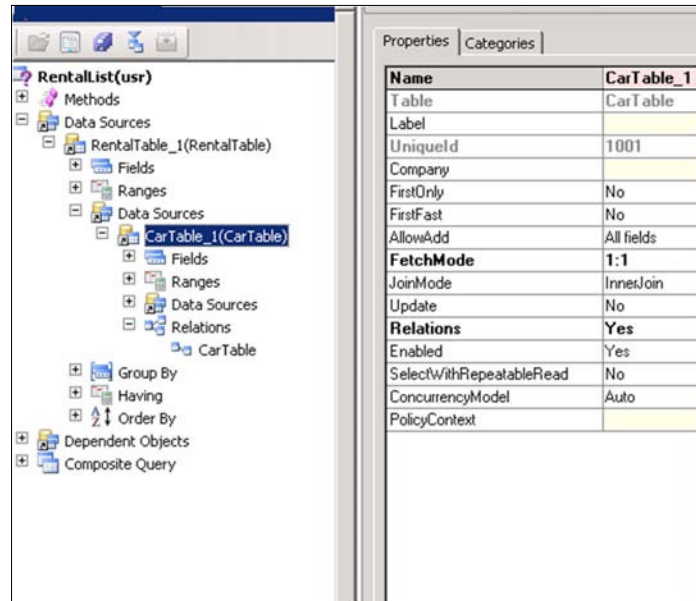 RentalList(usr)
Methods
Data Sources
RentalTable_1(RentalTable)
Fields
Ranges
Data Sources
CarTable_1(CarTable)
Fields
Ranges
Data Sources
Relations
CarTable
Group By
Having
Order By
Dependent Objects
Composite Query
Properties Categories
Name CarTable_1
Table CarTable
Label
UniqueId 1001
Company
FirstOnly No
FirstFast No
AllowAdd All fields
FetchMode 1:1
JoinMode InnerJoin
Update No
Relations Yes
Enabled Yes
SelectWithRepeatableRead No
ConcurrencyModel Auto
PolicyContext